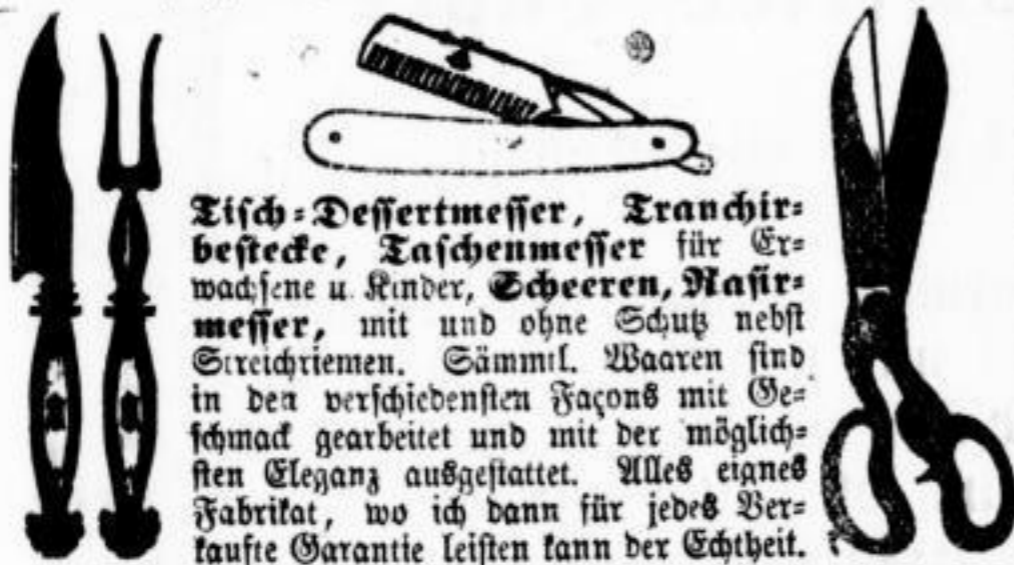 Tisch-Dessertmesser, Tranchir-
bestecke, Taschenmesser für Er-
wachsene u. Kinder, Scheeren, Rasir-
messer, mit und ohne Schutz nebst
Streichriemen. Sämmtl. Waaren sind
in den verschiedensten Façons mit Ge-
schmack gearbeitet und mit der möglich-
sten Eleganz ausgestattet. Alles eignes
Fabrikat, wo ich dann für jedes Ver-
kaufte Garantie leisten kann der Echtheit.